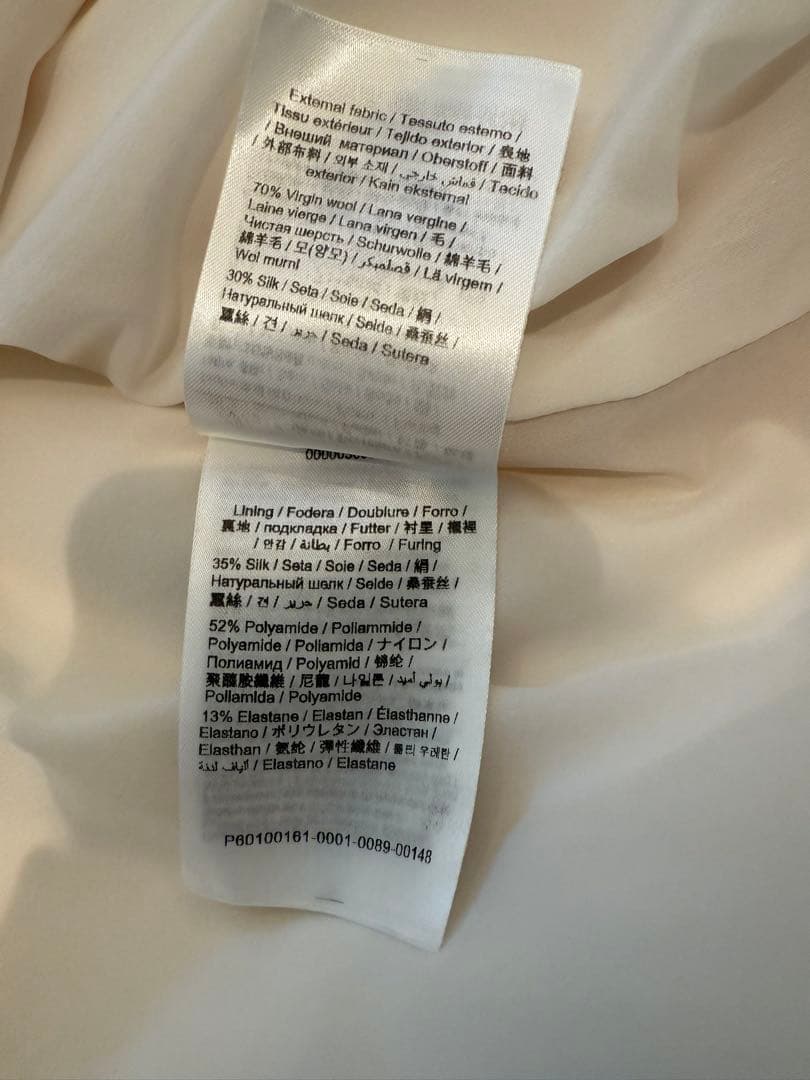 External fabric / Tessuto esterno /
Tissu extérieur / Tejido exterior / 表地
/ Внешний материал / Oberstoff / 面料
/ 外部布料 / 외부 소재 / قماش خارجي / Tecido
exterior / Kain eksternal
70% Virgin wool / Lana vergine /
Laine vierge / Lana virgen / 毛 /
Чистая шерсть / Schurwolle / 綿羊毛 /
綿羊毛 / 모(양모) / / Lã virgem /
Wol murni
30% Silk / Seta / Soie / Seda / 絹 /
Натуральный шелк / Seide / 桑蚕丝 /
蠶絲 / 견 / حرير / Seda / Sutera
Lining / Fodera / Doublure / Forro /
裏地 / подкладка / Futter / 衬里 / 襯裡
/ 안감 / بطانة / Forro / Furing
35% Silk / Seta / Soie / Seda / 絹 /
Натуральный шелк / Seide / 桑蚕丝 /
蠶絲 / 견 / حرير / Seda / Sutera
52% Polyamide / Poliammide /
Polyamide / Poliamida / ナイロン /
Полиамид / Polyamid / 锦纶 /
聚醯胺纖維 / 尼龍 / 나일론 / بولي أميد /
Poliamida / Polyamide
13% Elastane / Elastan / Élasthanne /
Elastano / ポリウレタン / Эластан /
Elasthan / 氨纶 / 彈性纖維 / 폴리 우레탄 /
/ Elastano / Elastane
P60100161-0001-0089-00148